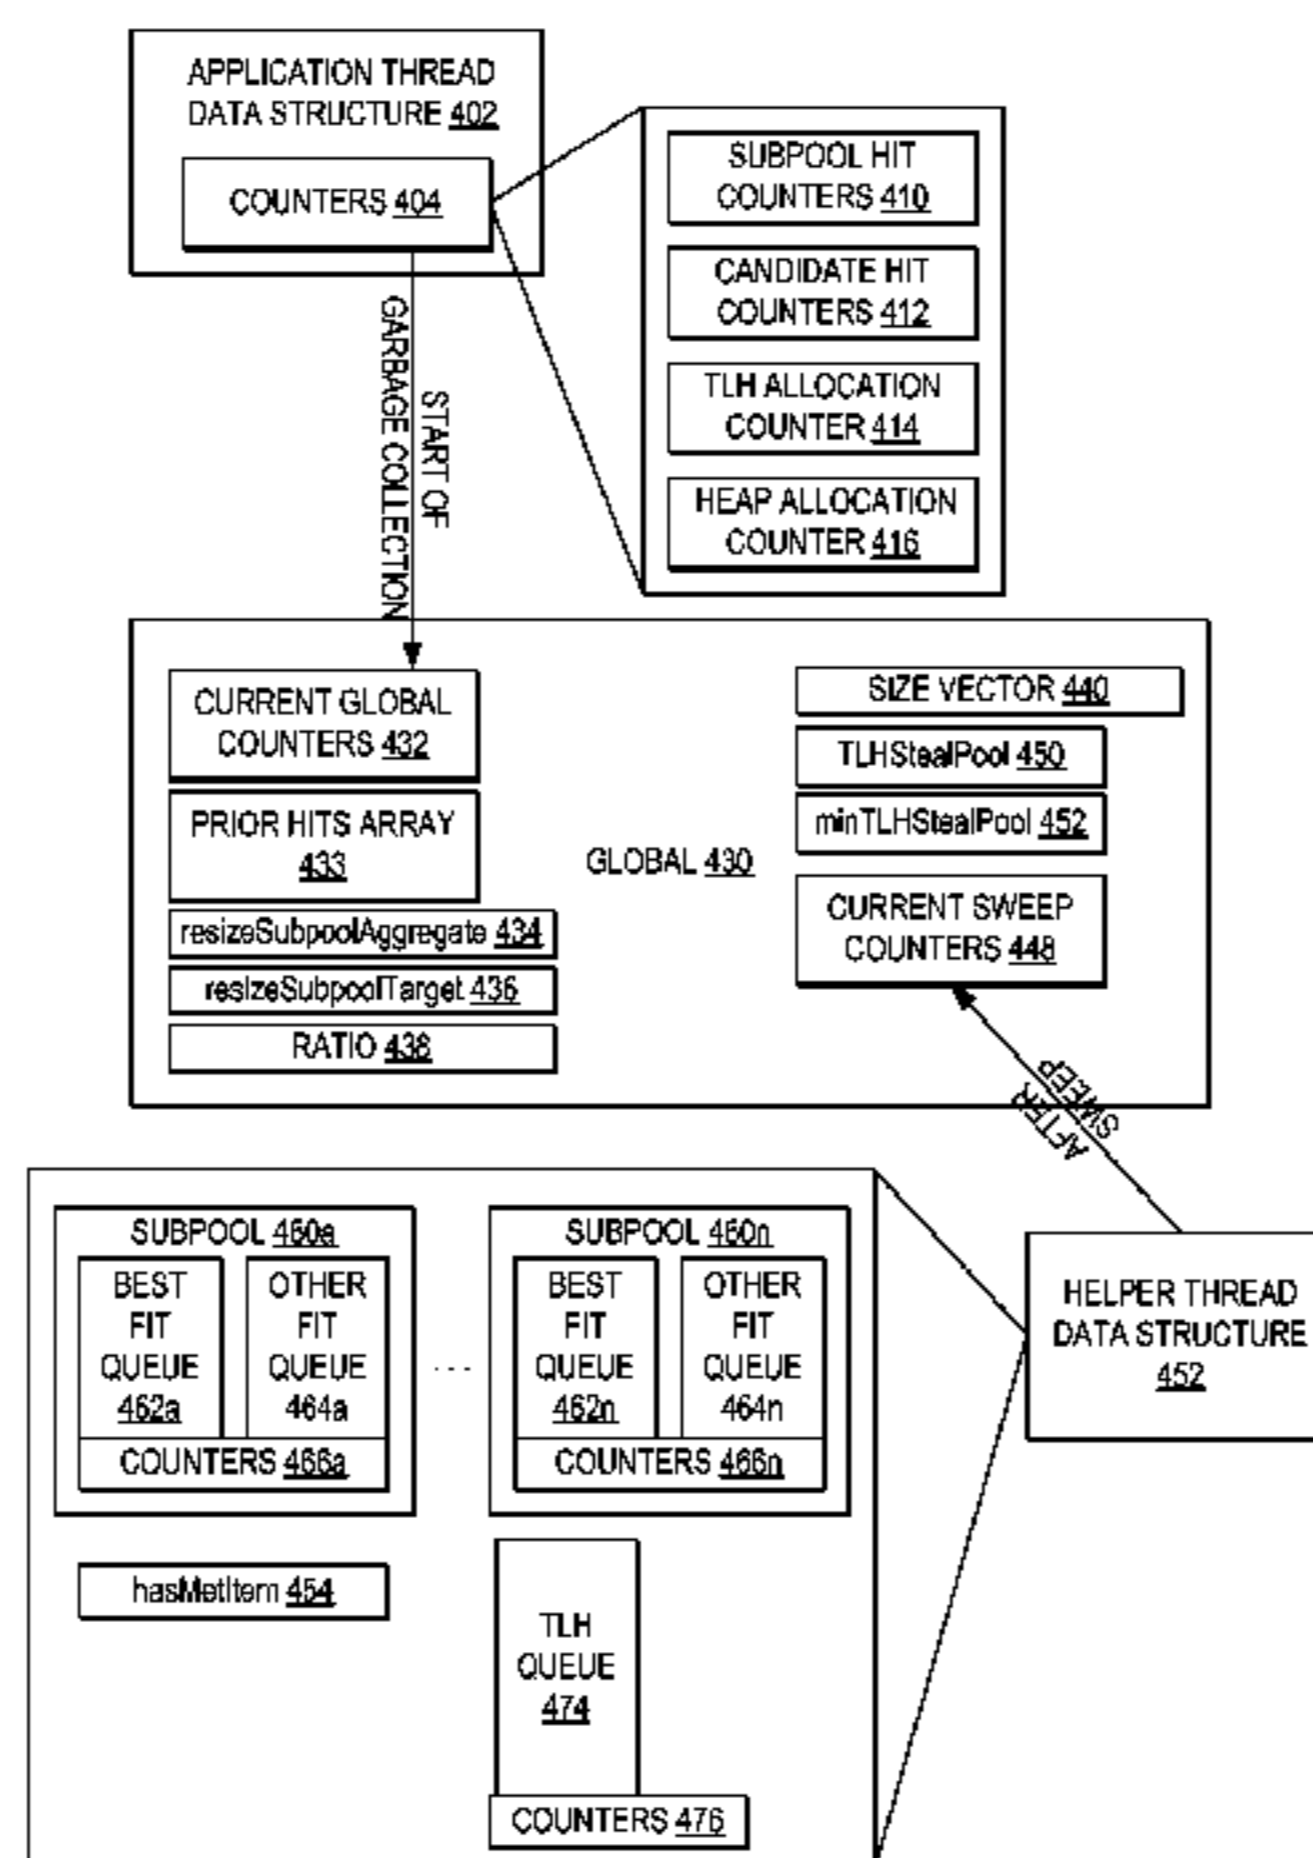 APPLICATION THREAD
DATA STRUCTURE 402
COUNTERS 404
SUBPOOL HIT
COUNTERS 410
CANDIDATE HIT
COUNTERS 412
TLH ALLOCATION
COUNTER 414
HEAP ALLOCATION
COUNTER 416
START OF
GARBAGE COLLECTION
CURRENT GLOBAL
COUNTERS 432
PRIOR HITS ARRAY
433
resizeSubpoolAggregate 434
resizeSubpoolTarget 436
RATIO 438
GLOBAL 430
SIZE VECTOR 440
TLHStealPool 450
minTLHStealPool 452
CURRENT SWEEP
COUNTERS 448
AFTER
SWEEP
SUBPOOL 460a
BEST
FIT
QUEUE
462a
OTHER
FIT
QUEUE
464a
COUNTERS 466a
...
SUBPOOL 460n
BEST
FIT
QUEUE
462n
OTHER
FIT
QUEUE
464n
COUNTERS 466n
HELPER THREAD
DATA STRUCTURE
452
hasMetItem 454
TLH
QUEUE
474
COUNTERS 476